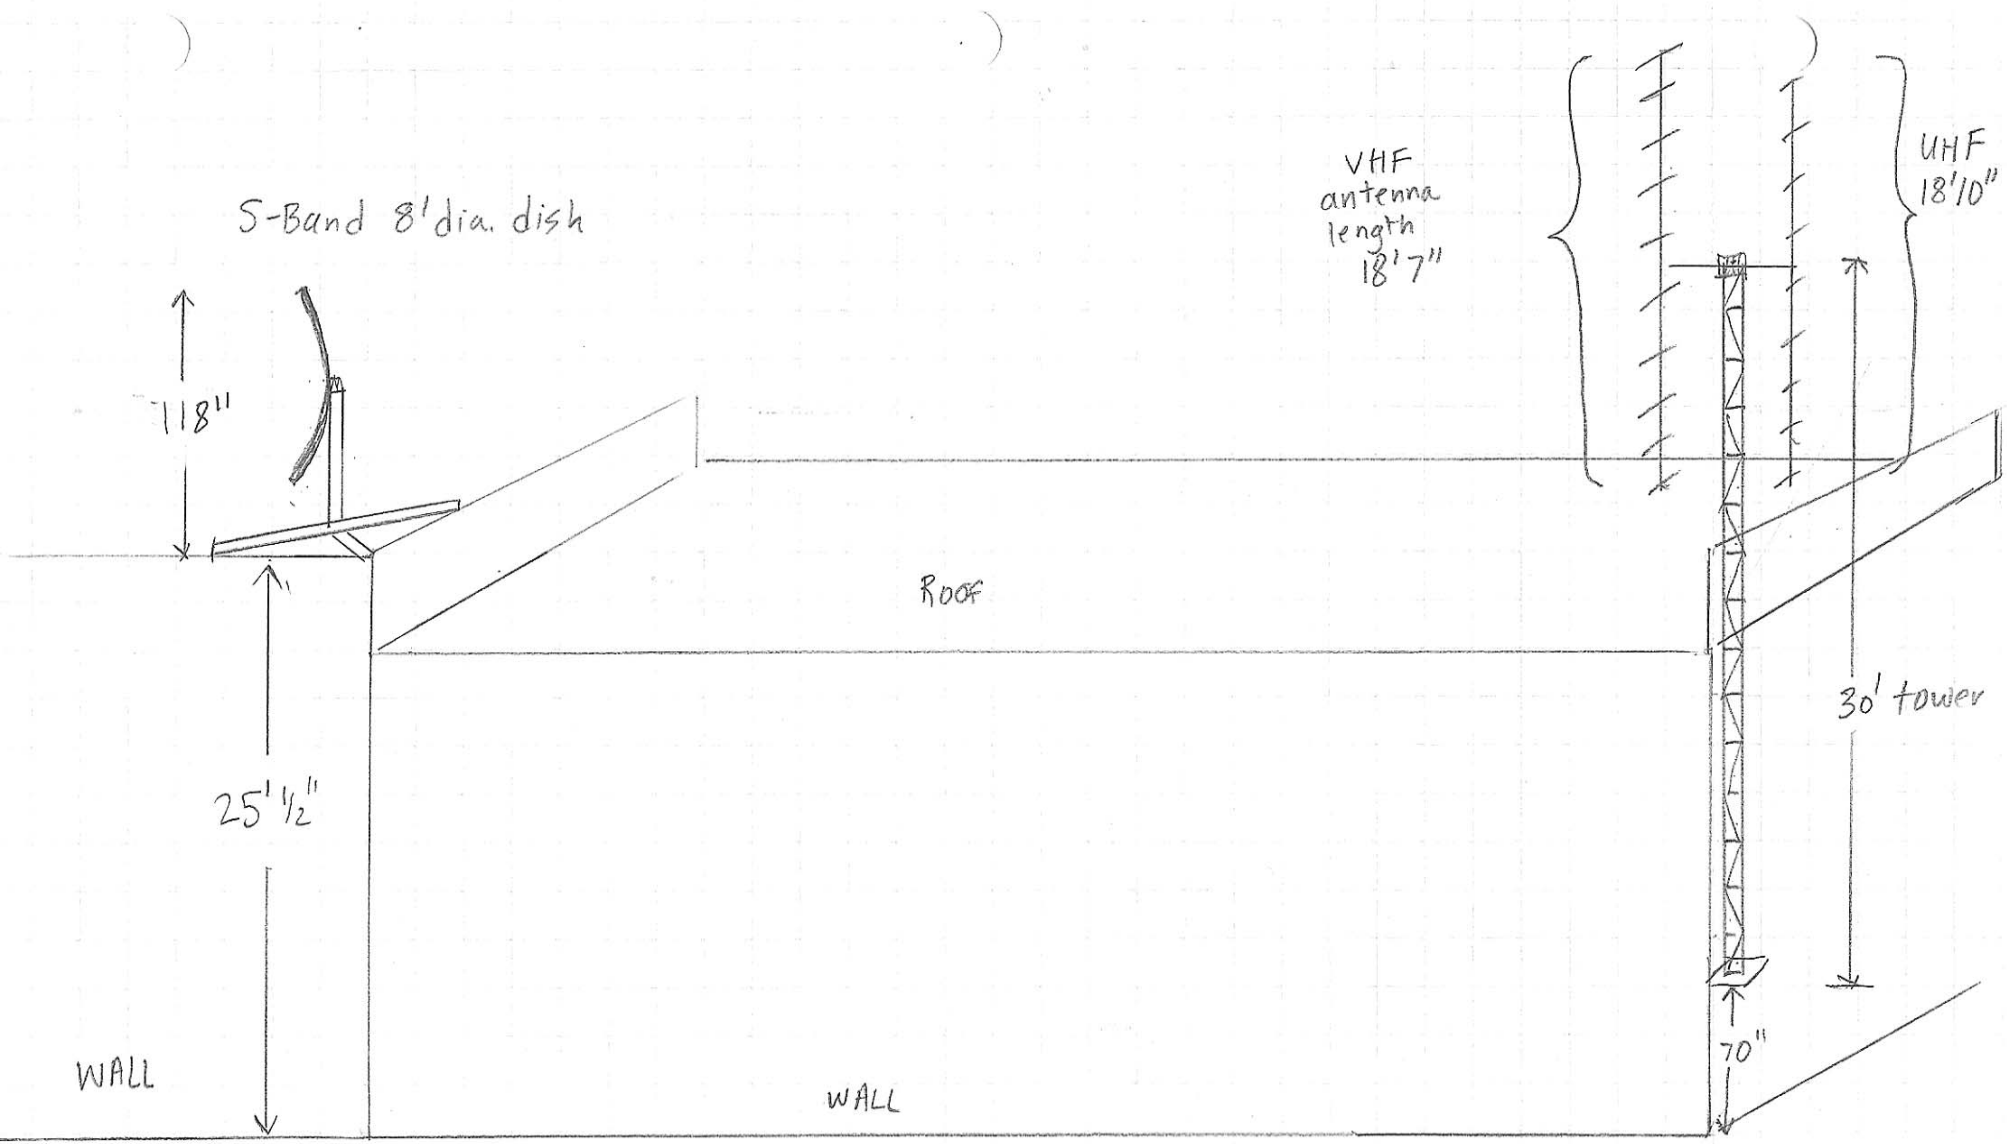 S-Band 8' dia. dish
118"
25' 1/2"
WALL
ROOF
WALL
VHF
antenna
length
18'7"
UHF
18'10"
30' tower
70"